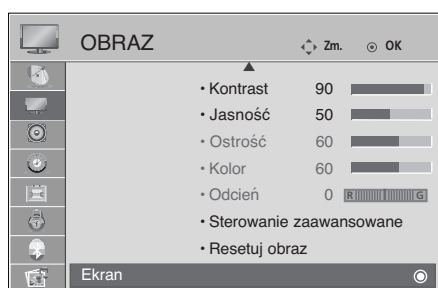 OBRAZ Zm. OK
• Kontrast 90
• Jasność 50
• Ostrość 60
• Kolor 60
• Odcień 0 R G
• Sterowanie zaawansowane
• Resetuj obraz
Ekran